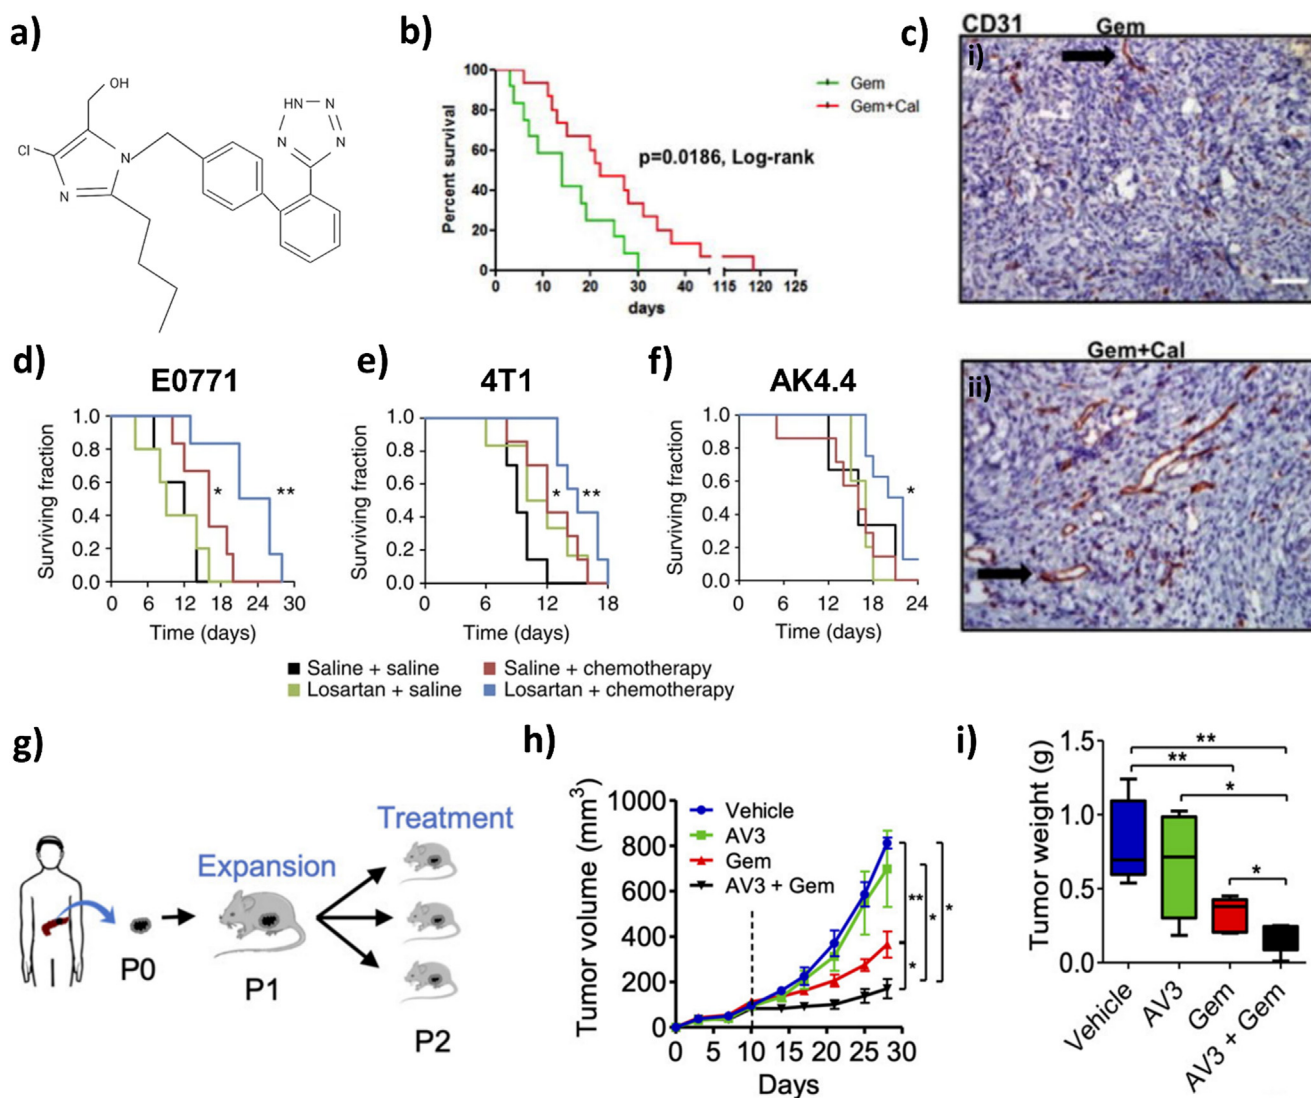 a)
OH
Cl
N
N
HN
N
N
N
b)
Percent survival
100
80
60
40
20
0
0
10
20
30
40
115
120
125
days
Gem
Gem+Cal
p=0.0186, Log-rank
c)
CD31
Gem
i)
Gem+Cal
ii)
d)
E0771
Surviving fraction
1.0
0.8
0.6
0.4
0.2
0.0
0
6
12
18
24
30
Time (days)
*
**
e)
4T1
Surviving fraction
1.0
0.8
0.6
0.4
0.2
0.0
0
6
12
18
Time (days)
*
**
f)
AK4.4
Surviving fraction
1.0
0.8
0.6
0.4
0.2
0.0
0
6
12
18
24
Time (days)
*
Saline + saline
Saline + chemotherapy
Losartan + saline
Losartan + chemotherapy
g)
Expansion
Treatment
P0
P1
P2
h)
Tumor volume (mm³)
1000
800
600
400
200
0
0
5
10
15
20
25
30
Days
Vehicle
AV3
Gem
AV3 + Gem
**
*
*
*
i)
Tumor weight (g)
1.5
1.0
0.5
0.0
**
**
*
*
Vehicle
AV3
Gem
AV3 + Gem